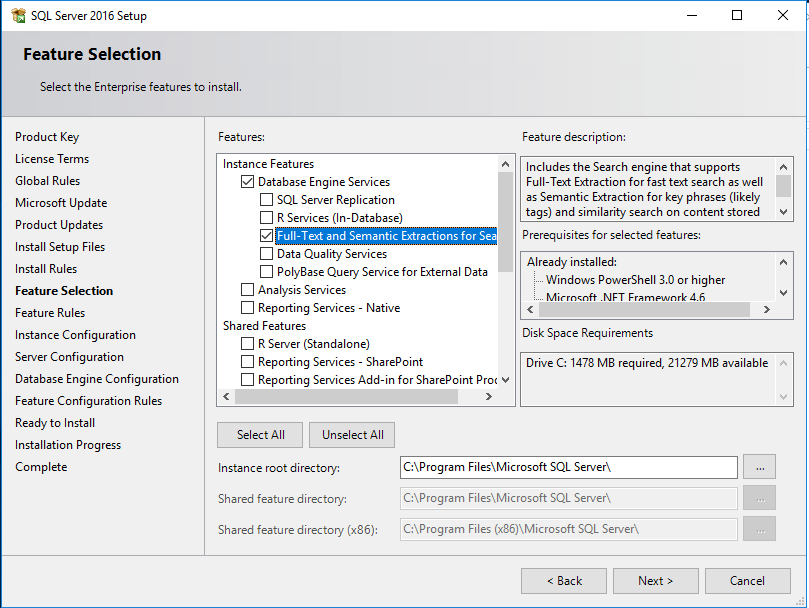 SQL Server 2016 Setup
Feature Selection
Select the Enterprise features to install.
Product Key
License Terms
Global Rules
Microsoft Update
Product Updates
Install Setup Files
Install Rules
Feature Selection
Feature Rules
Instance Configuration
Server Configuration
Database Engine Configuration
Feature Configuration Rules
Ready to Install
Installation Progress
Complete
Features:
Instance Features
Database Engine Services
SQL Server Replication
R Services (In-Database)
Full-Text and Semantic Extractions for Sea
Data Quality Services
PolyBase Query Service for External Data
Analysis Services
Reporting Services - Native
Shared Features
R Server (Standalone)
Reporting Services - SharePoint
Reporting Services Add-in for SharePoint Proc
Select All
Unselect All
Feature description:
Includes the Search engine that supports
Full-Text Extraction for fast text search as well
as Semantic Extraction for key phrases (likely
tags) and similarity search on content stored
Prerequisites for selected features:
Already installed:
Windows PowerShell 3.0 or higher
Microsoft .NET Framework 4.6
Disk Space Requirements
Drive C: 1478 MB required, 21279 MB available
Instance root directory:
C:\Program Files\Microsoft SQL Server\
...
Shared feature directory:
C:\Program Files\Microsoft SQL Server\
...
Shared feature directory (x86):
C:\Program Files (x86)\Microsoft SQL Server\
...
< Back
Next >
Cancel